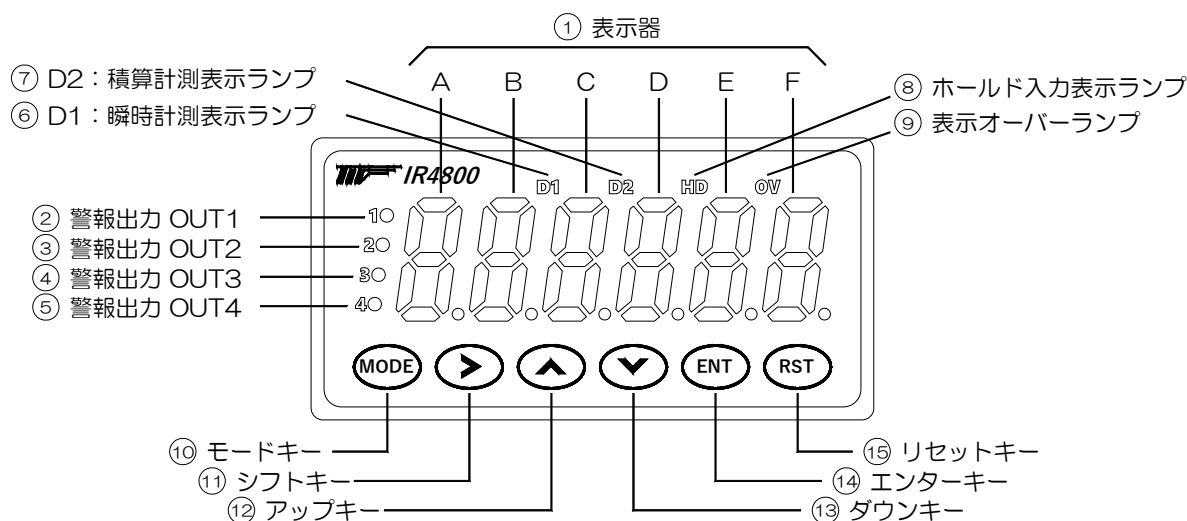 ① 表示器
⑦ D2：積算計測表示ランプ
A B C D E F
⑧ ホールド入力表示ランプ
⑥ D1：瞬時計測表示ランプ
⑨ 表示オーバーランプ
IR4800
D1 D2 HD OV
② 警報出力 OUT1
1
③ 警報出力 OUT2
2
④ 警報出力 OUT3
3
⑤ 警報出力 OUT4
4
MODE > ∧ ∨ ENT RST
⑩ モードキー
⑮ リセットキー
⑪ シフトキー
⑭ エンターキー
⑫ アップキー
⑬ ダウンキー